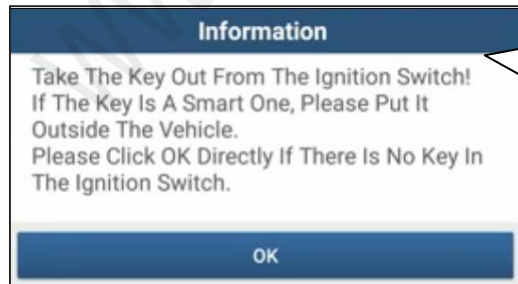 Information
Take The Key Out From The Ignition Switch!
If The Key Is A Smart One, Please Put It
Outside The Vehicle.
Please Click OK Directly If There Is No Key In
The Ignition Switch.
OK